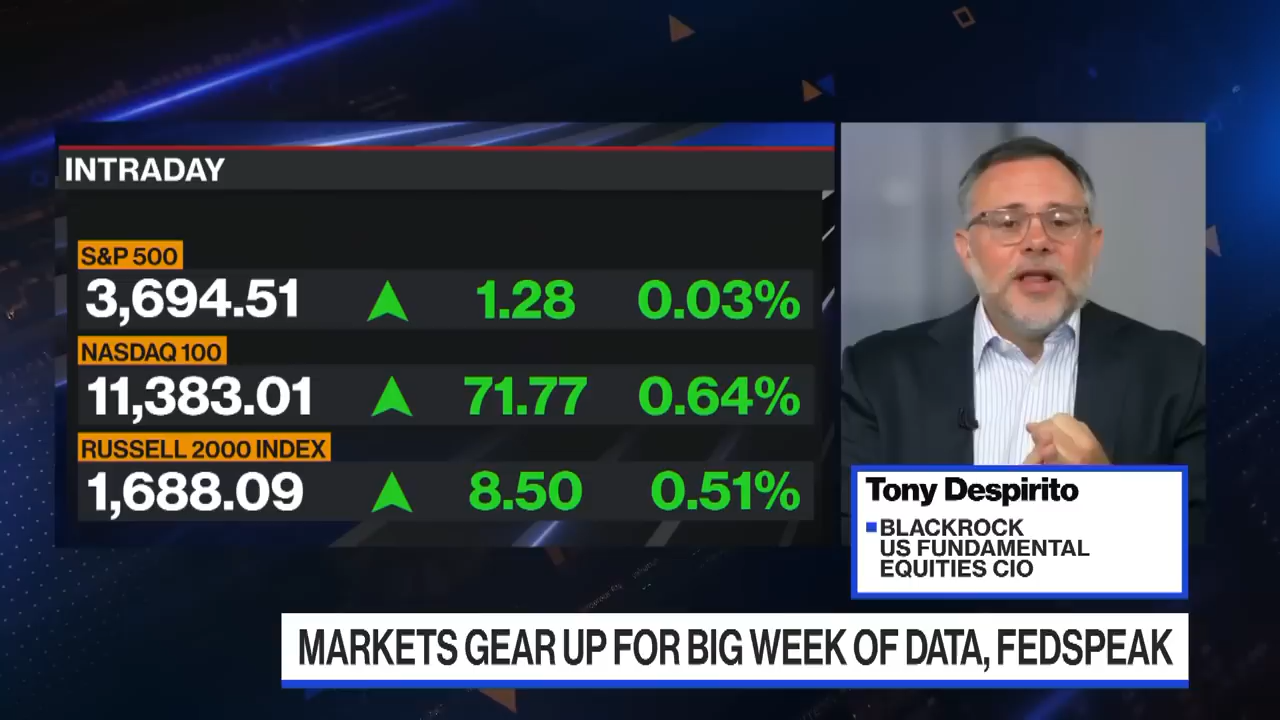 INTRADAY
S&P 500
3,694.51 1.28 0.03%
NASDAQ 100
11,383.01 71.77 0.64%
RUSSELL 2000 INDEX
1,688.09 8.50 0.51%
Tony Despirito
BLACKROCK
US FUNDAMENTAL
EQUITIES CIO
MARKETS GEAR UP FOR BIG WEEK OF DATA, FEDSPEAK